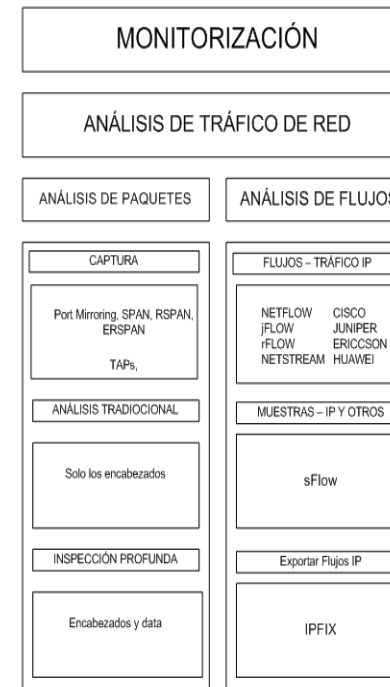 MONITORIZACIÓN
ANÁLISIS DE TRÁFICO DE RED
ANÁLISIS DE PAQUETES
CAPTURA
Port Mirroring, SPAN, RSPAN,
ERSPAN
TAPs,
ANÁLISIS TRADIOCIONAL
Solo los encabezados
INSPECCIÓN PROFUNDA
Encabezados y data
ANÁLISIS DE FLUJOS
FLUJOS – TRÁFICO IP
NETFLOW CISCO
jFLOW JUNIPER
rFLOW ERICCSON
NETSTREAM HUAWEI
MUESTRAS – IP Y OTROS
sFlow
Exportar Flujos IP
IPFIX